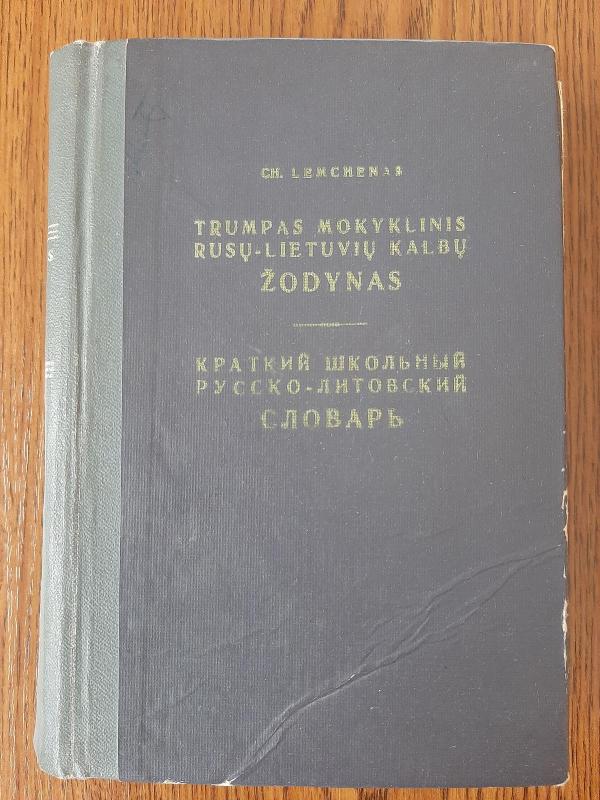 CH. LEMCHENAS
TRUMPAS MOKYKLINIS
RUSŲ-LIETUVIŲ KALBŲ
ŽODYNAS
КРАТКИЙ ШКОЛЬНЫЙ
РУССКО-ЛИТОВСКИЙ
СЛОВАРЬ